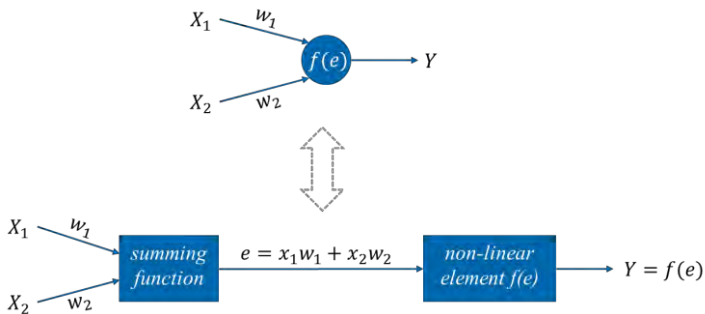 X₁
w₁
f(e)
Y
X₂
w₂
X₁
w₁
summing
function
e = x₁w₁ + x₂w₂
non-linear
element f(e)
Y = f(e)
X₂
w₂